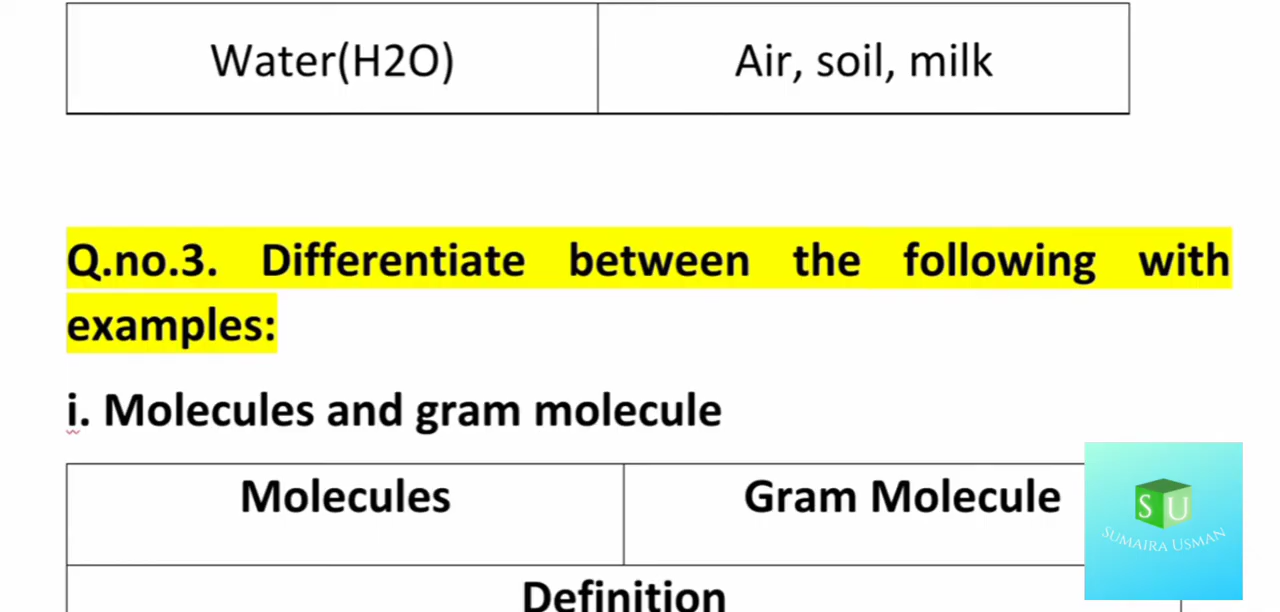 Water(H2O) Air, soil, milk
Q.no.3. Differentiate between the following with
examples:
i. Molecules and gram molecule
Molecules Gram Molecule
S U
SUMAIRA USMAN
Definition